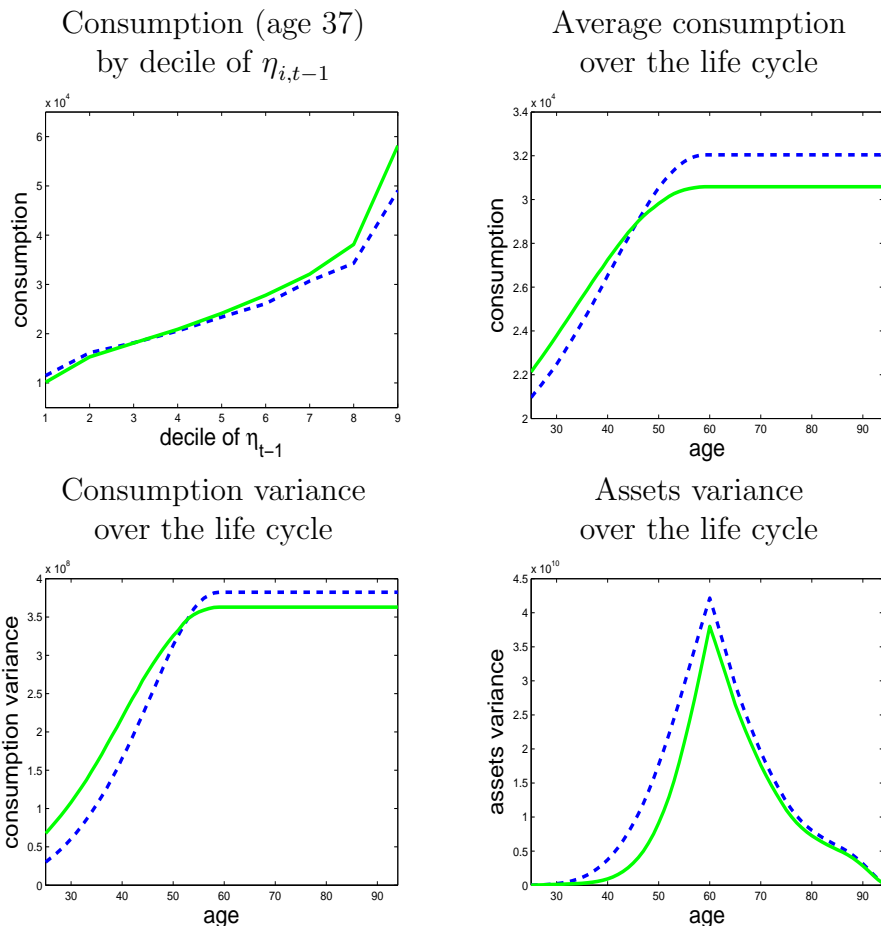 Consumption (age 37)
by decile of η_{i,t−1}
x 10^4
6
5
4
3
2
1
consumption
1 2 3 4 5 6 7 8 9
decile of η_{t−1}
Average consumption
over the life cycle
x 10^4
3.4
3.2
3
2.8
2.6
2.4
2.2
2
consumption
30 40 50 60 70 80 90
age
Consumption variance
over the life cycle
x 10^8
4
3.5
3
2.5
2
1.5
1
0.5
0
consumption variance
30 40 50 60 70 80 90
age
Assets variance
over the life cycle
x 10^10
4.5
4
3.5
3
2.5
2
1.5
1
0.5
0
assets variance
30 40 50 60 70 80 90
age